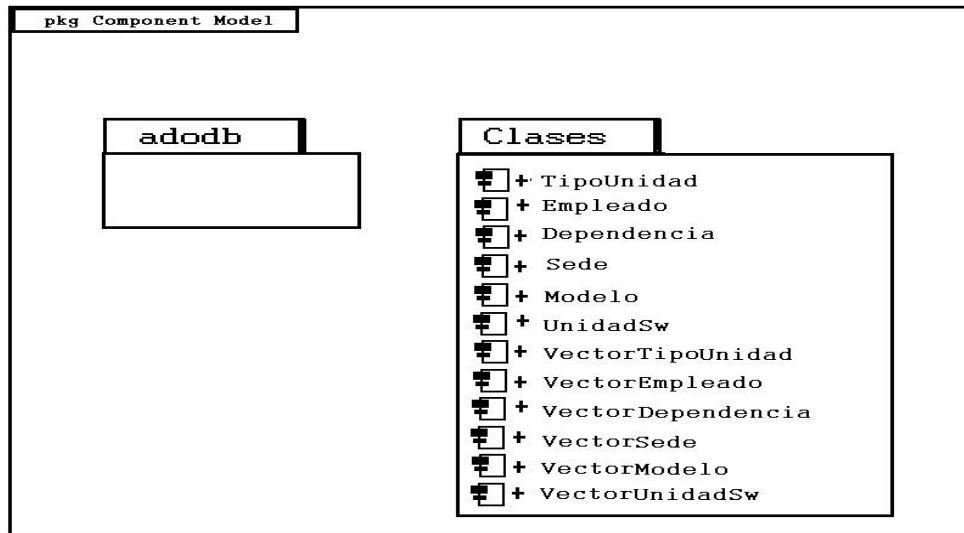 pkg Component Model
adodb
Clases
+ TipoUnidad
+ Empleado
+ Dependencia
+ Sede
+ Modelo
+ UnidadSw
+ VectorTipoUnidad
+ VectorEmpleado
+ VectorDependencia
+ VectorSede
+ VectorModelo
+ VectorUnidadSw